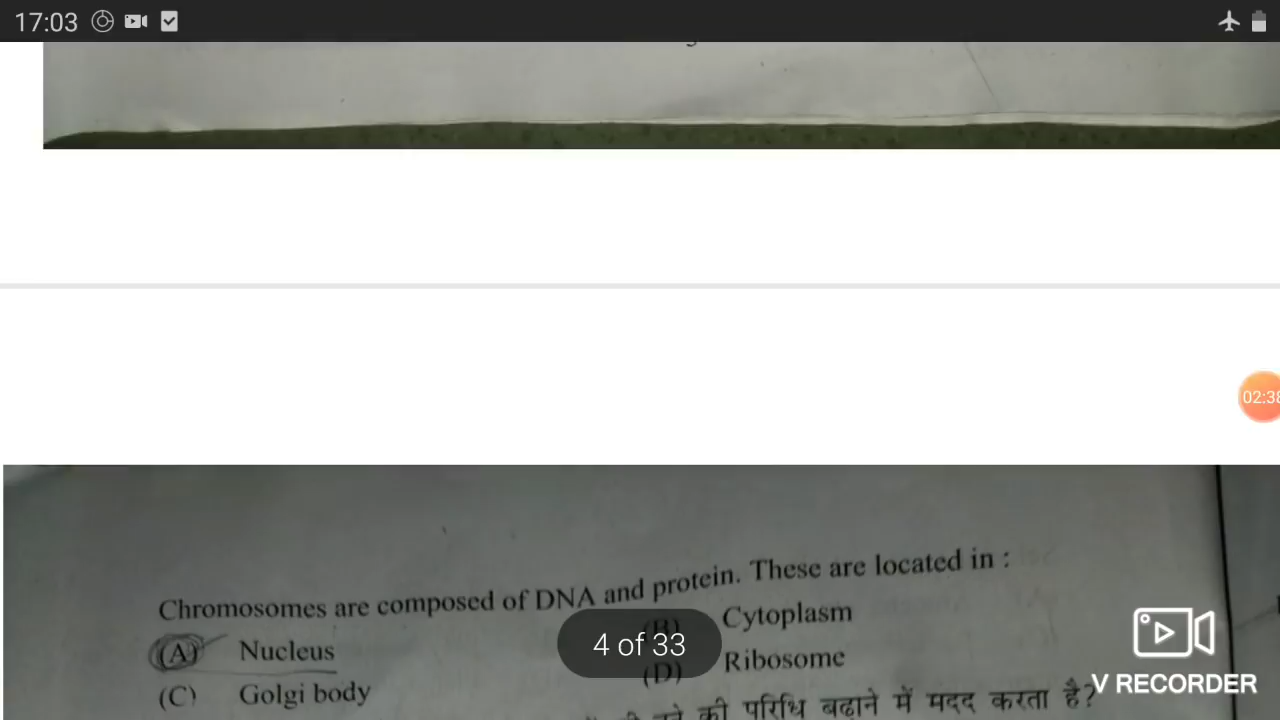 17:03
02:38
Chromosomes are composed of DNA and protein. These are located in :
(A) Nucleus (B) Cytoplasm
4 of 33
(C) Golgi body (D) Ribosome
की परिधि बढाने में मदद करता है?
V RECORDER